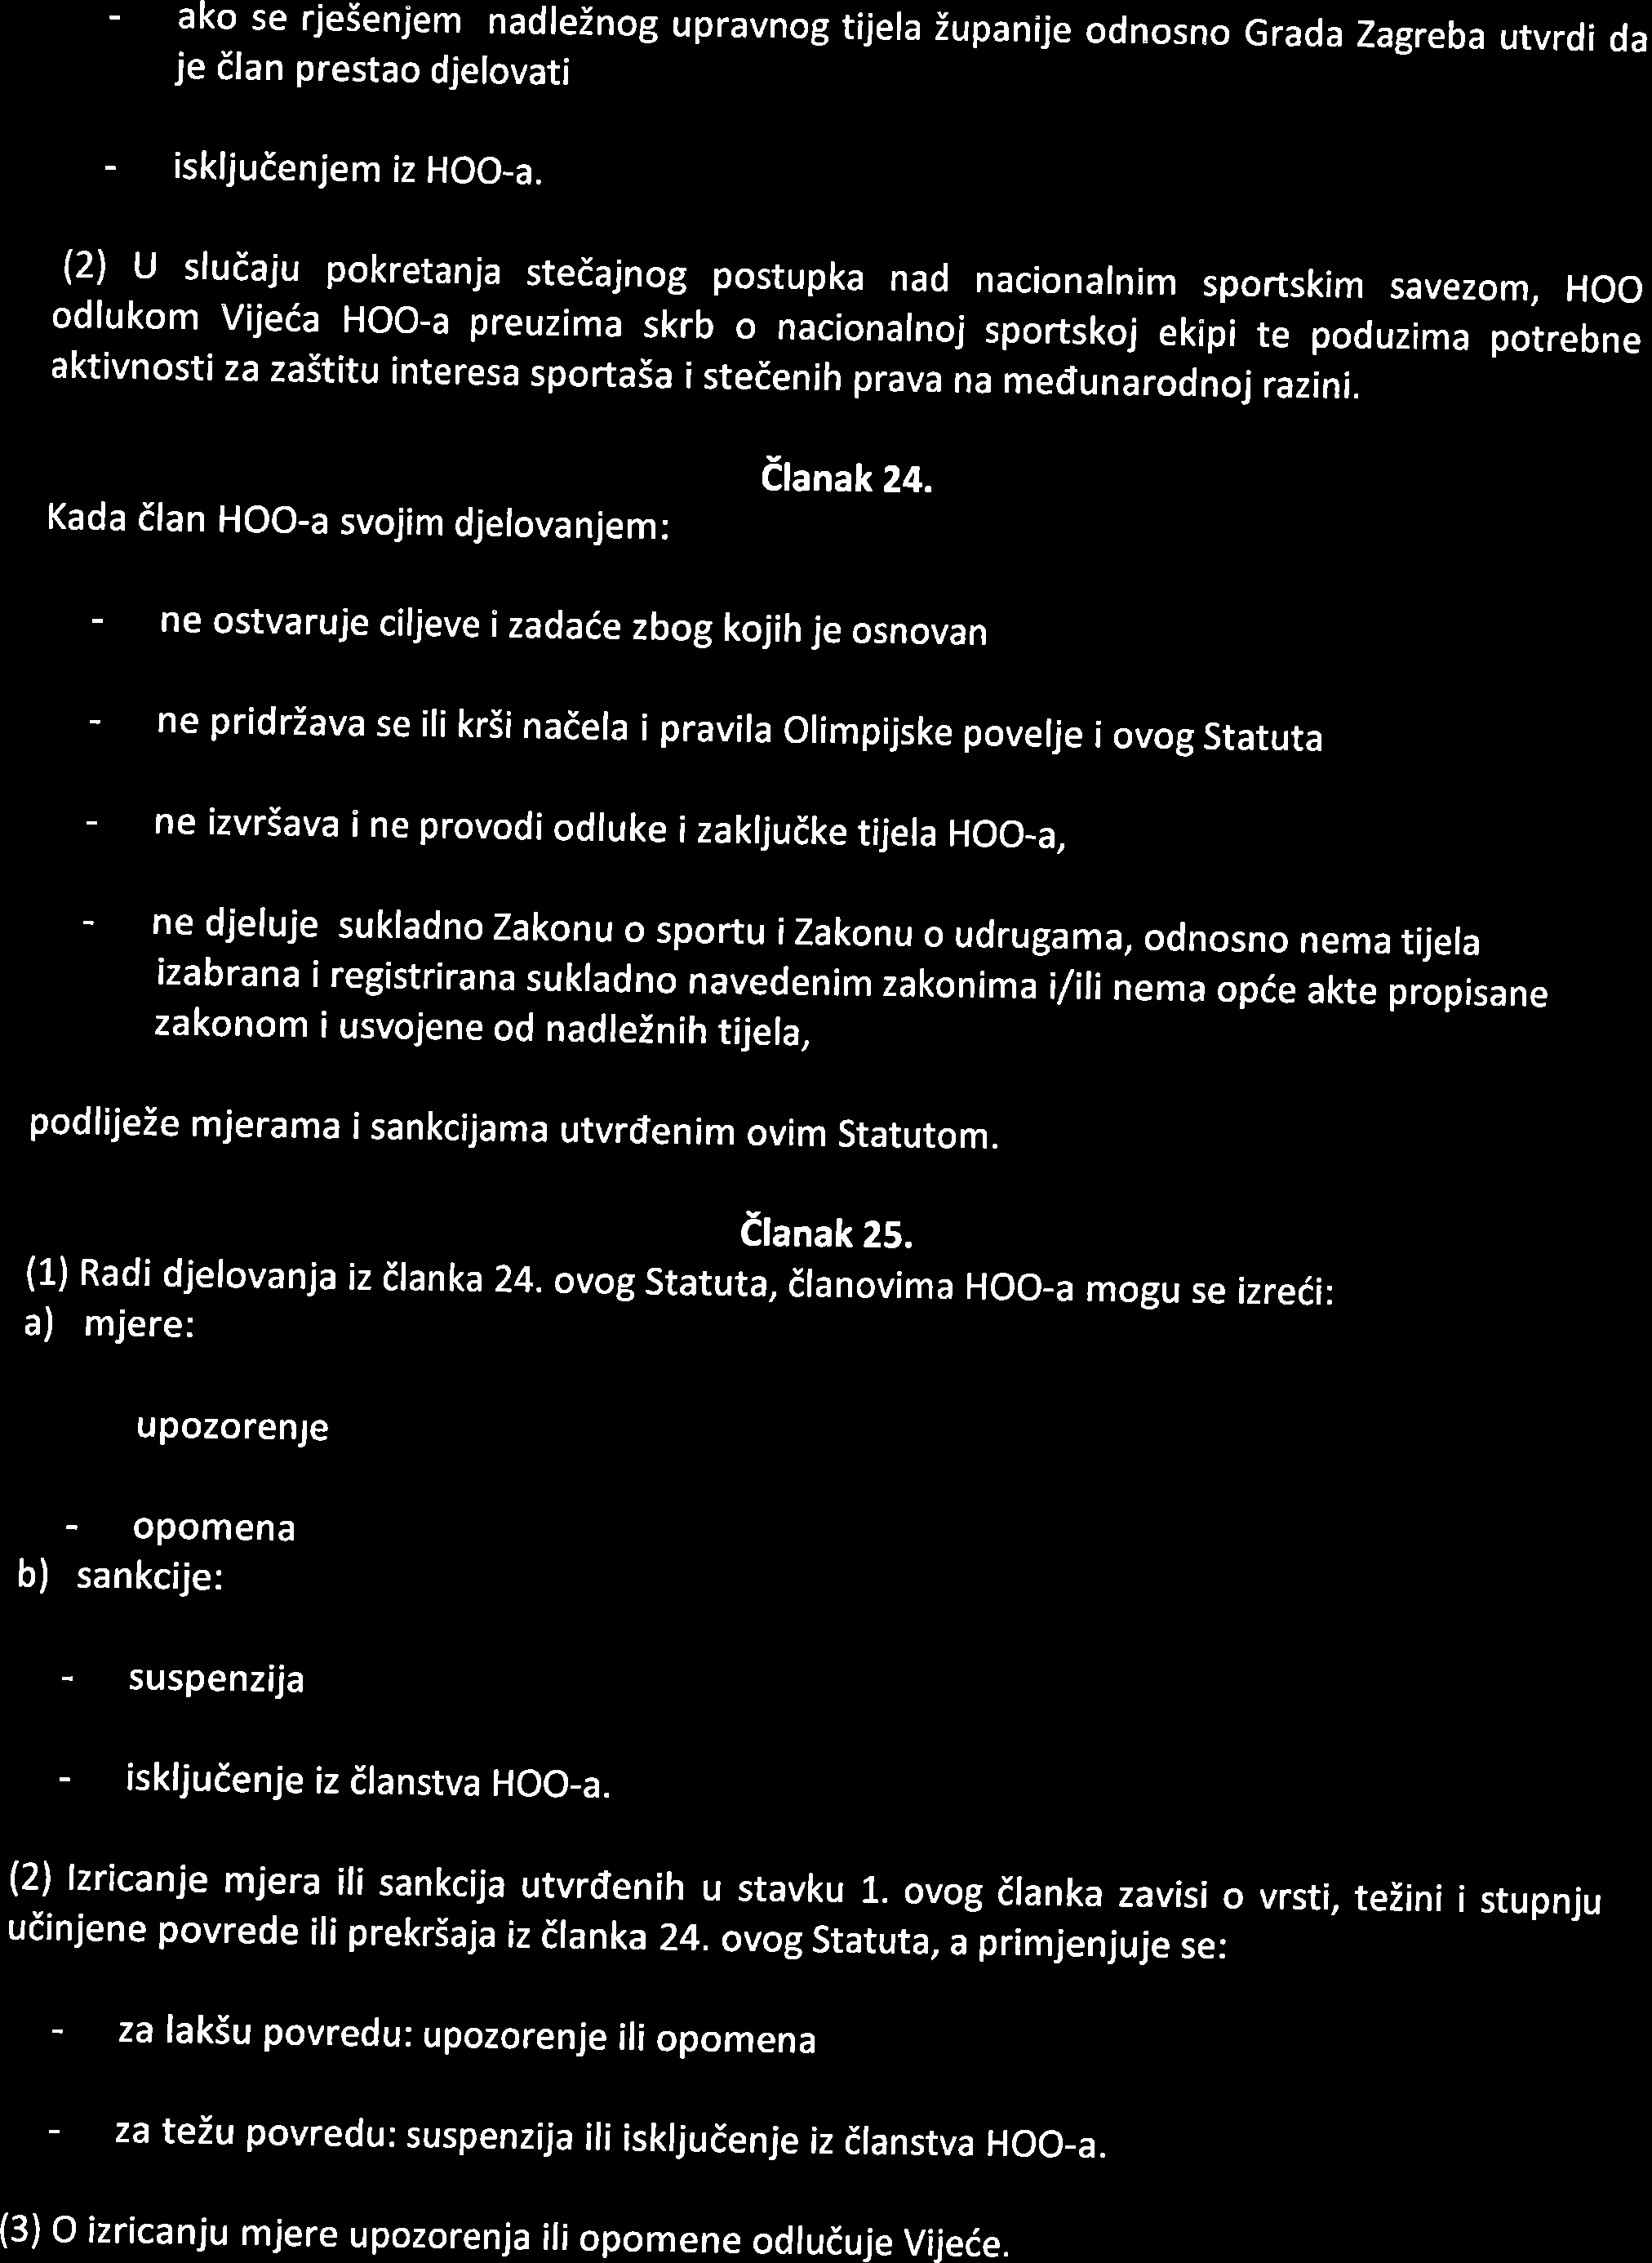 - ako se rješenjem nadležnog upravnog tijela županije odnosno Grada Zagreba utvrdi da
je član prestao djelovati
- isključenjem iz HOO-a.
(2) U slučaju pokretanja stečajnog postupka nad nacionalnim sportskim savezom, HOO
odlukom Vijeća HOO-a preuzima skrb o nacionalnoj sportskoj ekipi te poduzima potrebne
aktivnosti za zaštitu interesa sportaša i stečenih prava na međunarodnoj razini.
Članak 24.
Kada član HOO-a svojim djelovanjem:
- ne ostvaruje ciljeve i zadaće zbog kojih je osnovan
- ne pridržava se ili krši načela i pravila Olimpijske povelje i ovog Statuta
- ne izvršava i ne provodi odluke i zaključke tijela HOO-a,
- ne djeluje sukladno Zakonu o sportu i Zakonu o udrugama, odnosno nema tijela
izabrana i registrirana sukladno navedenim zakonima i/ili nema opće akte propisane
zakonom i usvojene od nadležnih tijela,
podliježe mjerama i sankcijama utvrđenim ovim Statutom.
Članak 25.
(1) Radi djelovanja iz članka 24. ovog Statuta, članovima HOO-a mogu se izreći:
a) mjere:
upozorenje
- opomena
b) sankcije:
- suspenzija
- isključenje iz članstva HOO-a.
(2) Izricanje mjera ili sankcija utvrđenih u stavku 1. ovog članka zavisi o vrsti, težini i stupnju
učinjene povrede ili prekršaja iz članka 24. ovog Statuta, a primjenjuje se:
- za lakšu povredu: upozorenje ili opomena
- za težu povredu: suspenzija ili isključenje iz članstva HOO-a.
(3) O izricanju mjere upozorenja ili opomene odlučuje Vijeće.